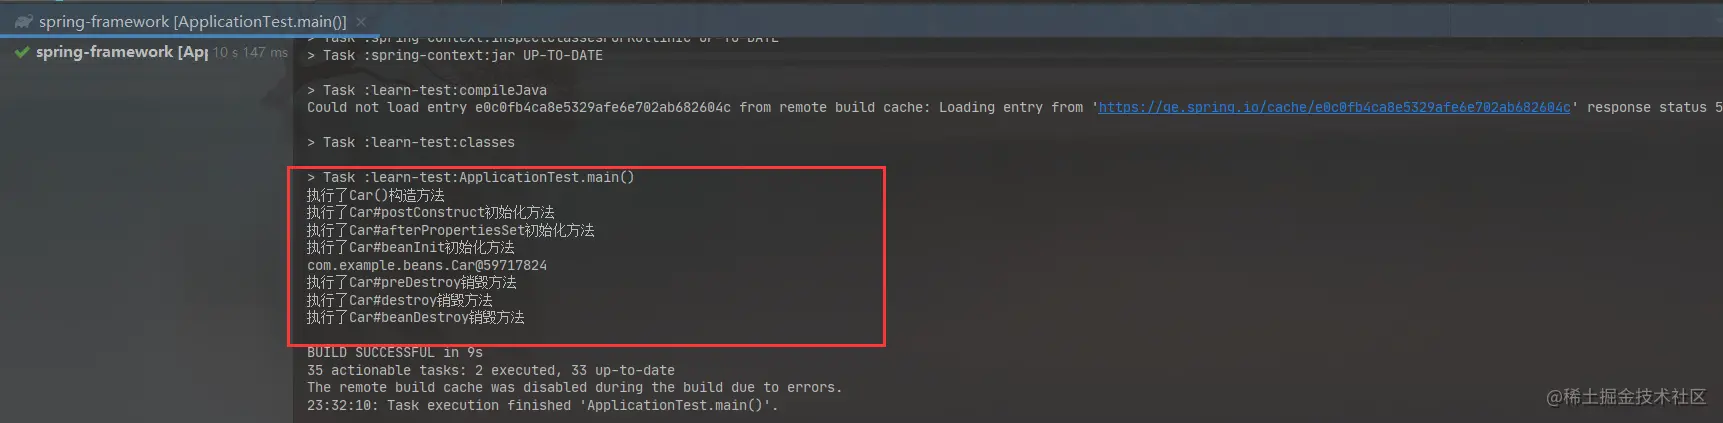 spring-framework [ApplicationTest.main()]
spring-framework [Ap 10 s 147 ms
> Task :spring-context:inspectClassesForKotlinIC UP-TO-DATE
> Task :spring-context:jar UP-TO-DATE
> Task :learn-test:compileJava
Could not load entry e0c0fb4ca8e5329afe6e702ab682604c from remote build cache: Loading entry from 'https://ge.spring.io/cache/e0c0fb4ca8e5329afe6e702ab682604c' response status 5
> Task :learn-test:classes
> Task :learn-test:ApplicationTest.main()
执行了Car()构造方法
执行了Car#postConstruct初始化方法
执行了Car#afterPropertiesSet初始化方法
执行了Car#beanInit初始化方法
com.example.beans.Car@59717824
执行了Car#preDestroy销毁方法
执行了Car#destroy销毁方法
执行了Car#beanDestroy销毁方法
BUILD SUCCESSFUL in 9s
35 actionable tasks: 2 executed, 33 up-to-date
The remote build cache was disabled during the build due to errors.
23:32:10: Task execution finished 'ApplicationTest.main()'.
@稀土掘金技术社区